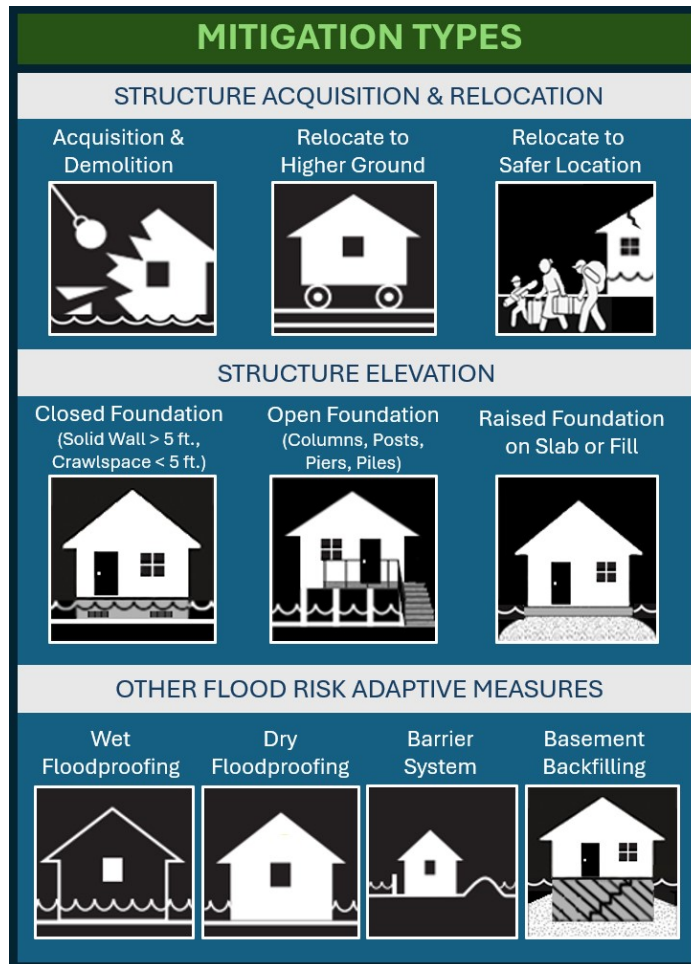 MITIGATION TYPES
STRUCTURE ACQUISITION & RELOCATION
Acquisition &
Demolition
Relocate to
Higher Ground
Relocate to
Safer Location
STRUCTURE ELEVATION
Closed Foundation
(Solid Wall > 5 ft.,
Crawlspace < 5 ft.)
Open Foundation
(Columns, Posts,
Piers, Piles)
Raised Foundation
on Slab or Fill
OTHER FLOOD RISK ADAPTIVE MEASURES
Wet
Floodproofing
Dry
Floodproofing
Barrier
System
Basement
Backfilling